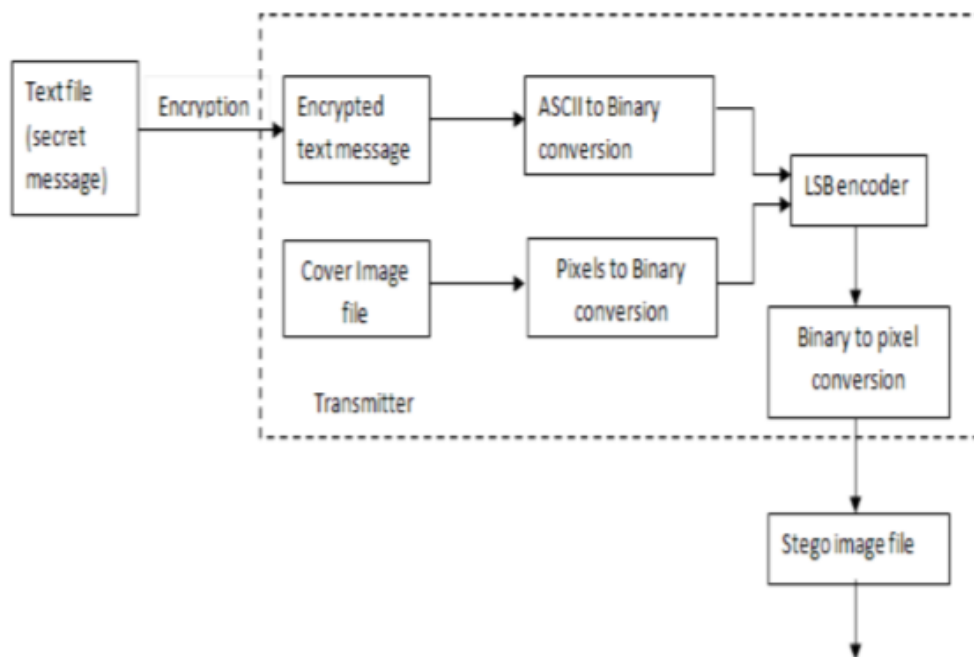 Text file
(secret
message)
Encryption
Encrypted
text message
ASCII to Binary
conversion
LSB encoder
Cover Image
file
Pixels to Binary
conversion
Binary to pixel
conversion
Transmitter
Stego image file